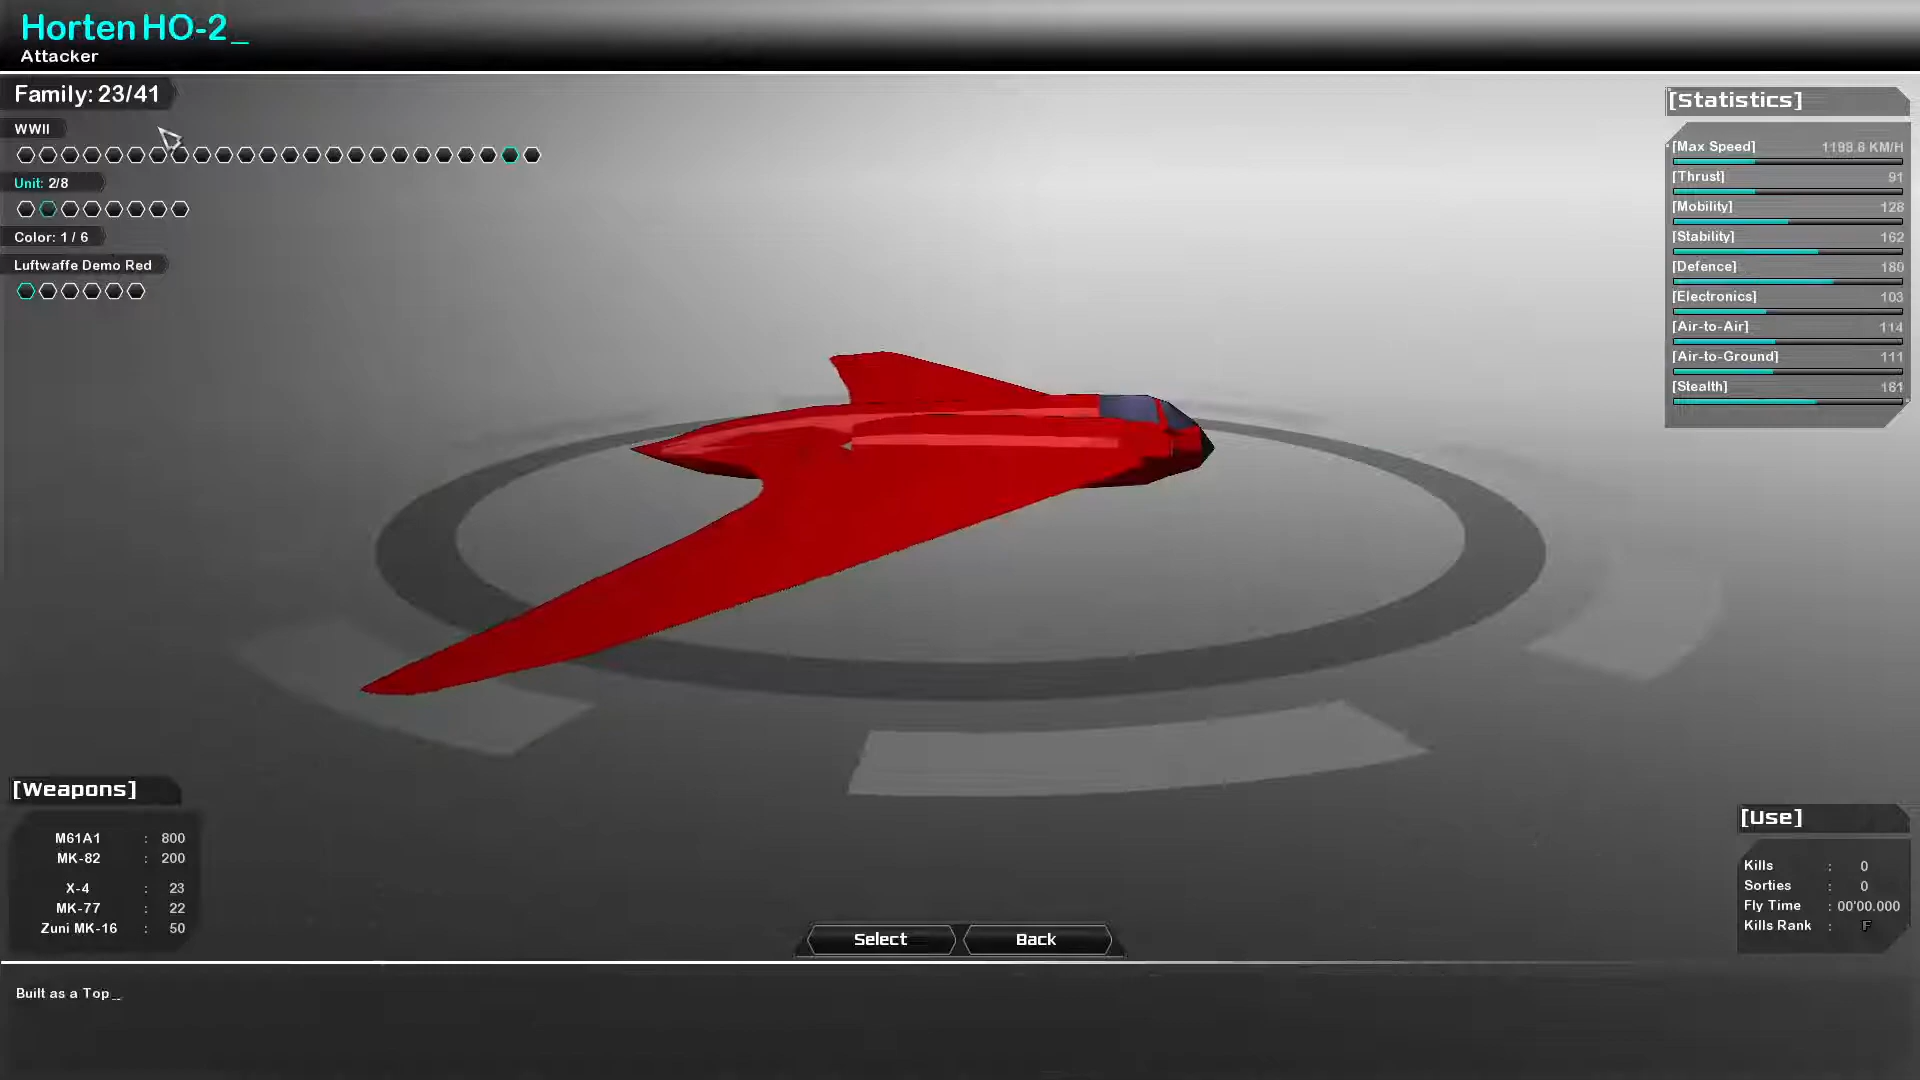 Horten HO-2_
Attacker
Family: 23/41
WWII
Unit: 2/8
Color: 1 / 6
Luftwaffe Demo Red
[Statistics]
[Max Speed] 1198.8 KM/H
[Thrust] 91
[Mobility] 128
[Stability] 162
[Defence] 180
[Electronics] 103
[Air-to-Air] 114
[Air-to-Ground] 111
[Stealth] 161
[Weapons]
M61A1 : 800
MK-82 : 200
X-4 : 23
MK-77 : 22
Zuni MK-16 : 50
[Use]
Kills : 0
Sorties : 0
Fly Time : 00'00.000
Kills Rank : F
Select
Back
Built as a Top_